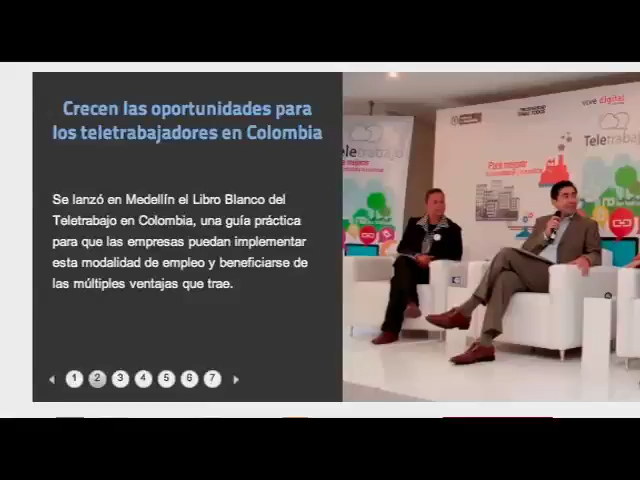 Crecen las oportunidades para
los teletrabajadores en Colombia
Se lanzó en Medellín el Libro Blanco del
Teletrabajo en Colombia, una guía práctica
para que las empresas puedan implementar
esta modalidad de empleo y beneficiarse de
las múltiples ventajas que trae.
1 2 3 4 5 6 7
vive digital
Teletrabajo
Para mejorar